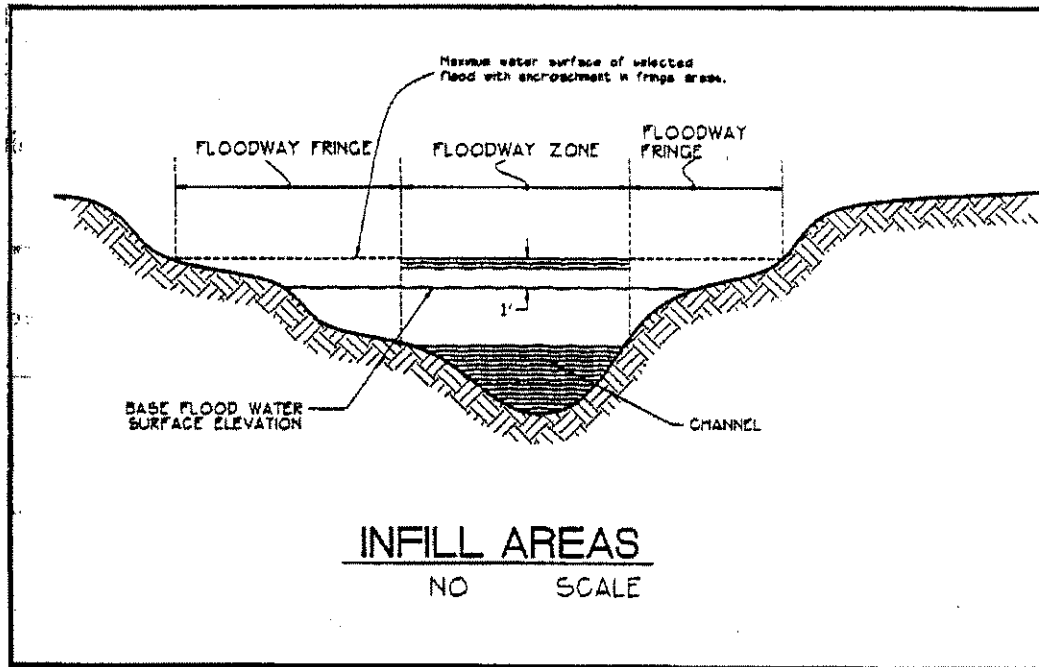 Maximum water surface of selected
flood with encroachment in fringe areas.
FLOODWAY FRINGE
FLOODWAY ZONE
FLOODWAY
FRINGE
1'
BASE FLOOD WATER
SURFACE ELEVATION
CHANNEL
INFILL AREAS
NO SCALE